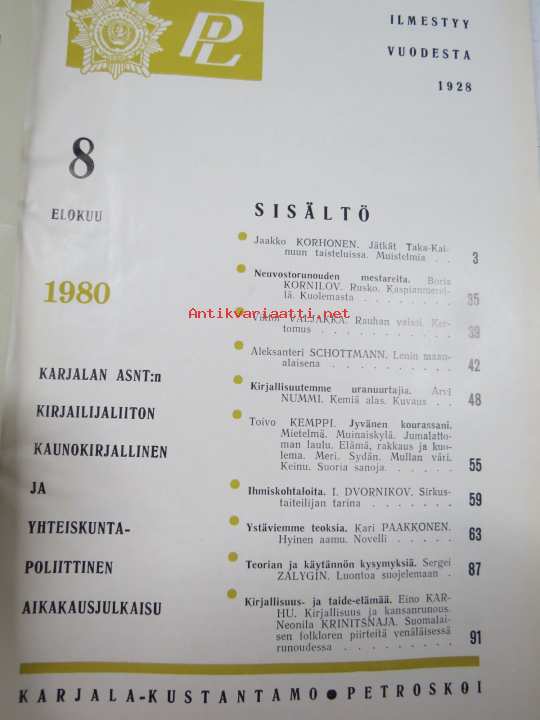 PL
ILMESTYY
VUODESTA
1928
8
ELOKUU
1980
KARJALAN ASNT:n
KIRJAILIJALIITON
KAUNOKIRJALLINEN
JA
YHTEISKUNTA-
POLIITTINEN
AIKAKAUSJULKAISU
SISÄLTÖ
Jaakko KORHONEN. Jätkät Taka-Kai-
nuun taisteluissa. Muistelmia . . . 3
Neuvostorunouden mestareita. Boris
KORNILOV. Rusko. Kaspianmerel-
lä. Kuolemasta . . . . . . . . 35
Viktor VALJAKKA. Rauhan veissi. Ker-
tomus . . . . . . . . . 39
Aleksanteri SCHOTTMANN. Lenin maan-
alaisena . . . . . . . . 42
Kirjallisuutemme uranuurtajia. Arvi
NUMMI. Kemiä alas. Kuvaus . . 48
Toivo KEMPPI. Jyvänen kourassani.
Mietelmä. Muinaiskylä. Jumalatto-
man laulu. Elämä, rakkaus ja kuo-
lema. Meri. Sydän. Mullan väri.
Keinu. Suoria sanoja. . . . . . 55
Ihmiskohtaloita. I. DVORNIKOV. Sirkus-
taiteilijan tarina . . . . . . 59
Ystäviemme teoksia. Kari PAAKKONEN.
Hyinen aamu. Novelli . . . . . 63
Teorian ja käytännön kysymyksiä. Sergei
ZALYGIN. Luontoa suojelemaan . 87
Kirjallisuus- ja taide-elämää. Eino KAR-
HU. Kirjallisuus ja kansanrunous.
Neonila KRINITSNAJA. Suomalai-
sen folkloren piirteitä venäläisessä
runoudessa . . . . . . . . 91
KARJALA-KUSTANTAMO ● PETROSKOI
Antikvariaatti.net